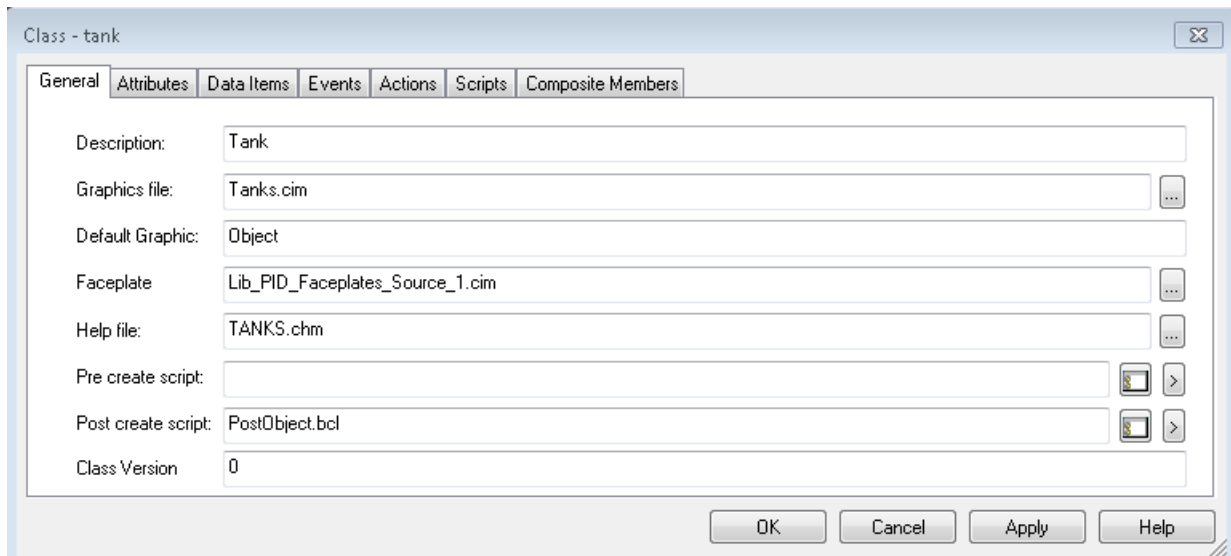 Class - tank
General Attributes Data Items Events Actions Scripts Composite Members
Description: Tank
Graphics file: Tanks.cim ...
Default Graphic: Object
Faceplate Lib_PID_Faceplates_Source_1.cim ...
Help file: TANKS.chm ...
Pre create script: >
Post create script: PostObject.bcl >
Class Version 0
OK Cancel Apply Help